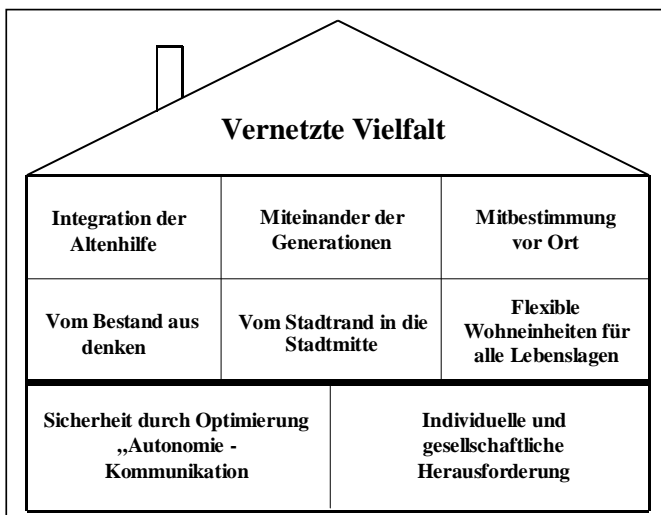 Vernetzte Vielfalt
Integration der
Altenhilfe
Miteinander der
Generationen
Mitbestimmung
vor Ort
Vom Bestand aus
denken
Vom Stadtrand in die
Stadtmitte
Flexible
Wohneinheiten für
alle Lebenslagen
Sicherheit durch Optimierung
„Autonomie -
Kommunikation
Individuelle und
gesellschaftliche
Herausforderung